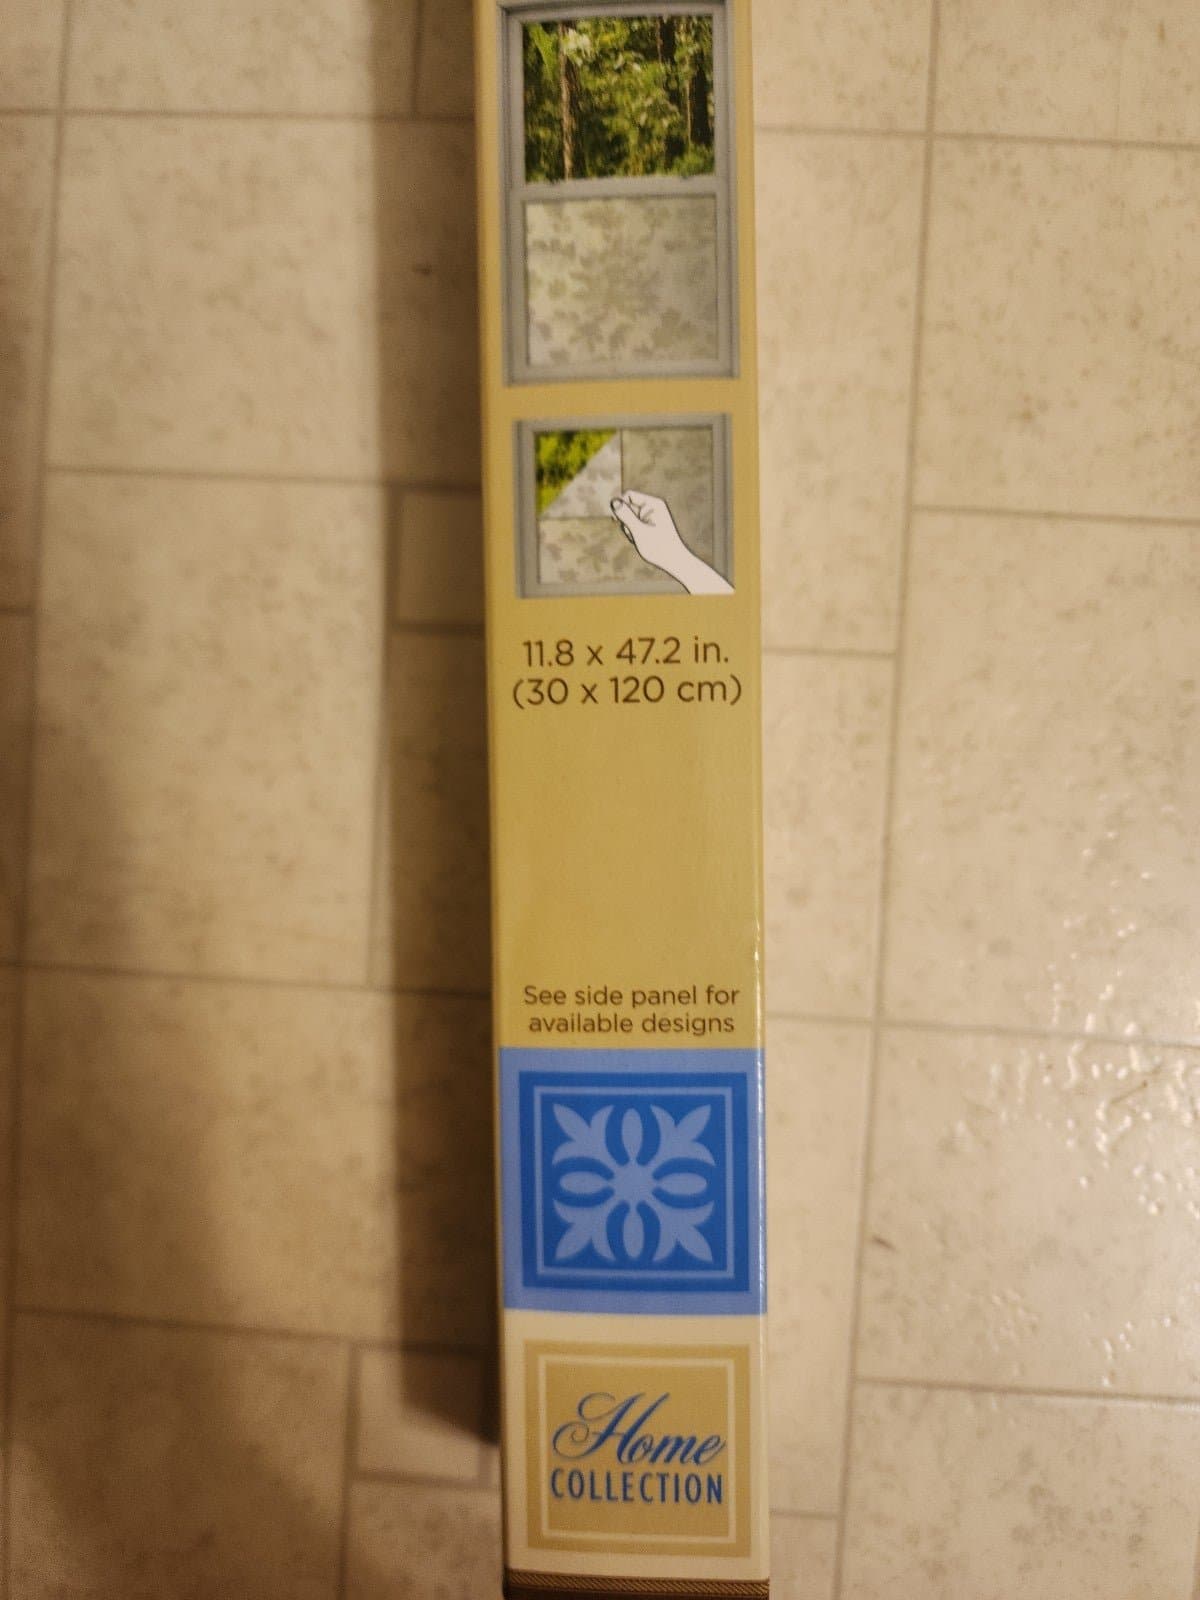 11.8 x 47.2 in.
(30 x 120 cm)
See side panel for
available designs
Home
COLLECTION